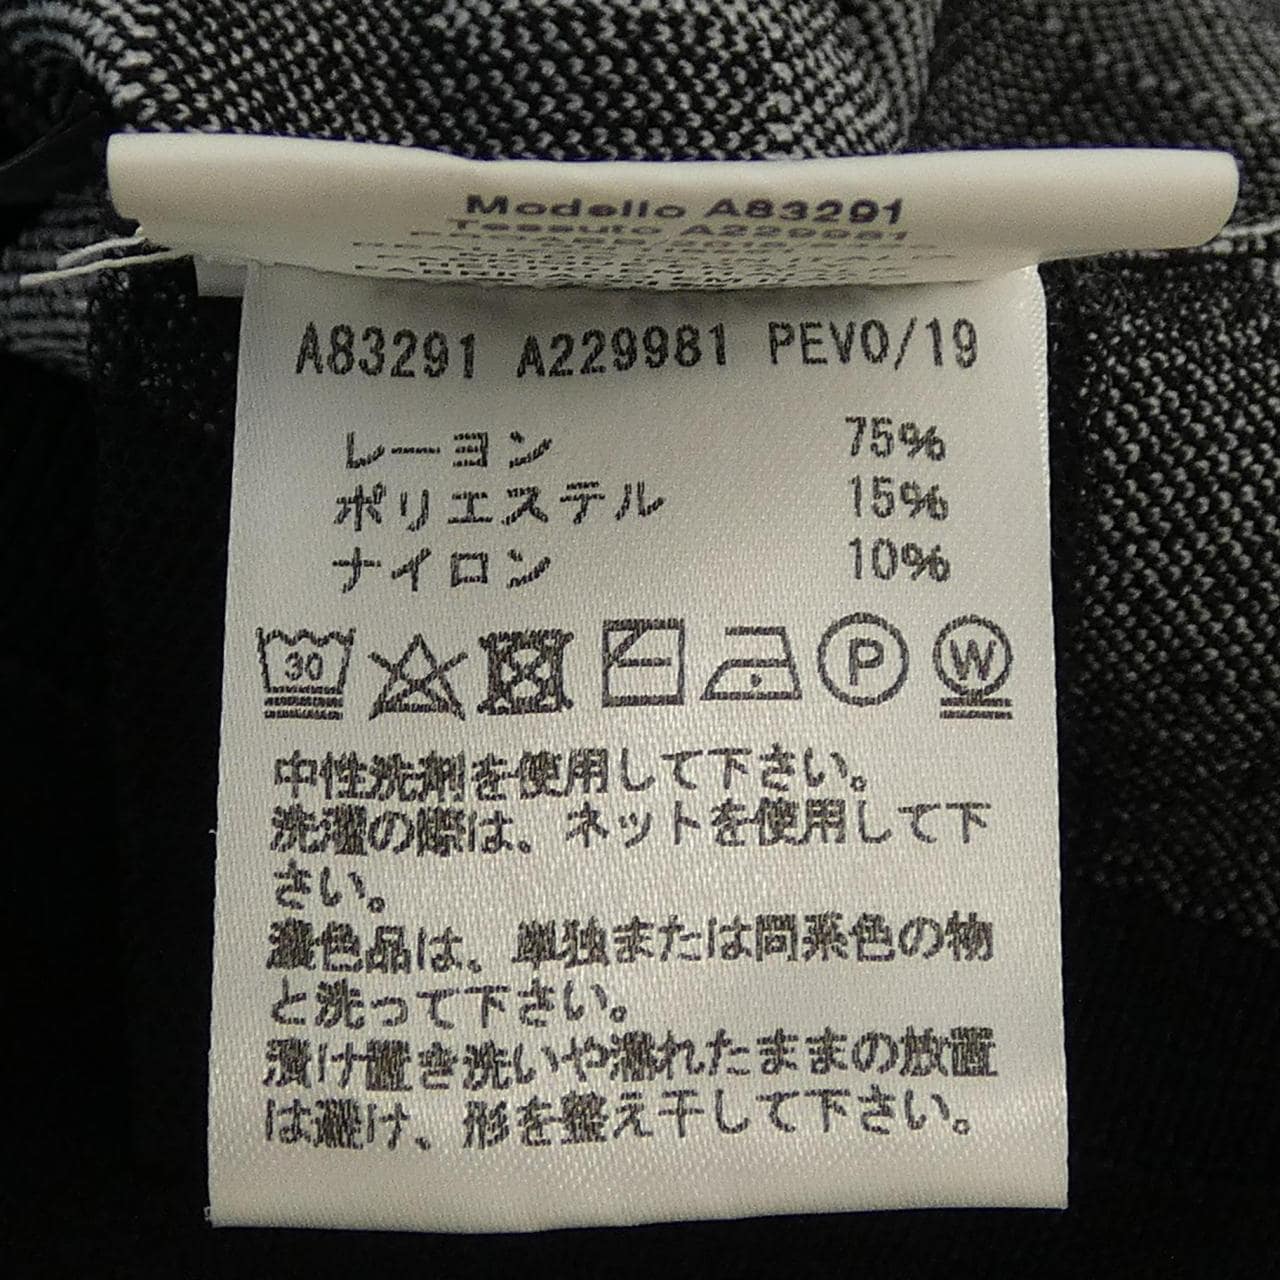 Modello A83291
Tessuto A229981
A83291 A229981 PEVO/19
レーヨン 75%
ポリエステル 15%
ナイロン 10%
30 P W
中性洗剤を使用して下さい。
洗濯の際は、ネットを使用して下
さい。
濃色品は、単独または同系色の物
と洗って下さい。
漬け置き洗いや濡れたままの放置
は避け、形を整え干して下さい。